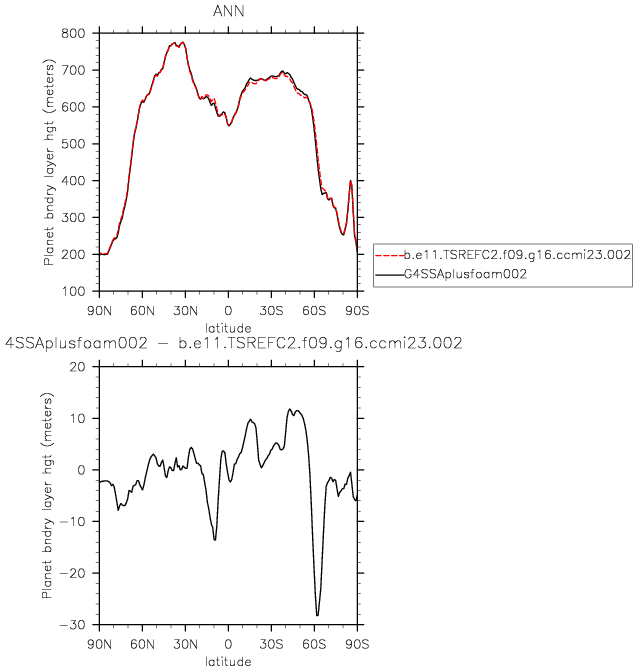 ANN
800
700
600
500
400
300
200
100
Planet bndry layer hgt (meters)
90N 60N 30N 0 30S 60S 90S
latitude
b.e11.TSREFC2.f09.g16.ccmi23.002
G4SSAplusfoam002
4SSAplusfoam002 − b.e11.TSREFC2.f09.g16.ccmi23.002
20
10
0
−10
−20
−30
Planet bndry layer hgt (meters)
90N 60N 30N 0 30S 60S 90S
latitude